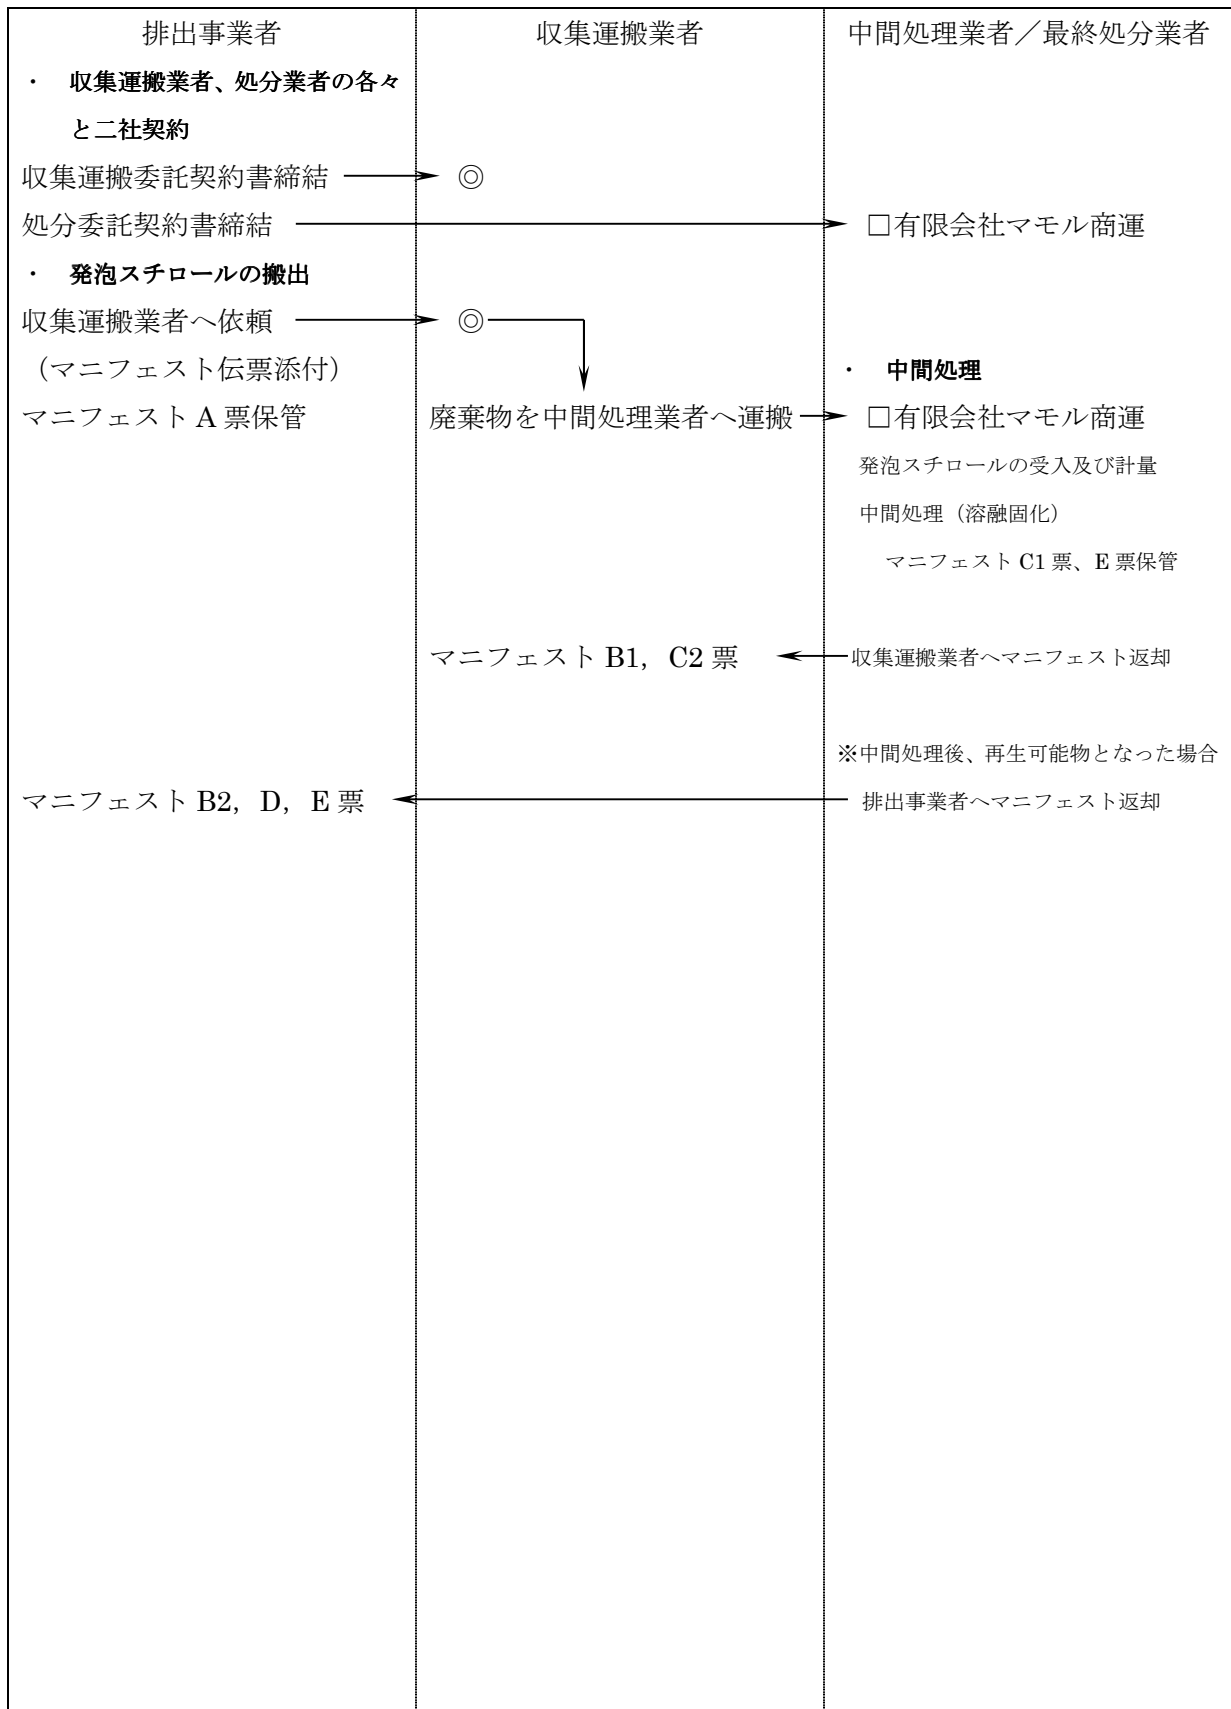 排出事業者 収集運搬業者 中間処理業者／最終処分業者
・ 収集運搬業者、処分業者の各々
と二社契約
収集運搬委託契約書締結 ◎
処分委託契約書締結 □有限会社マモル商運
・ 発泡スチロールの搬出
収集運搬業者へ依頼 ◎
（マニフェスト伝票添付） ・ 中間処理
マニフェスト A 票保管 廃棄物を中間処理業者へ運搬 □有限会社マモル商運
発泡スチロールの受入及び計量
中間処理（溶融固化）
マニフェスト C1 票、E 票保管
マニフェスト B1，C2 票 収集運搬業者へマニフェスト返却
※中間処理後、再生可能物となった場合
マニフェスト B2，D，E 票 排出事業者へマニフェスト返却